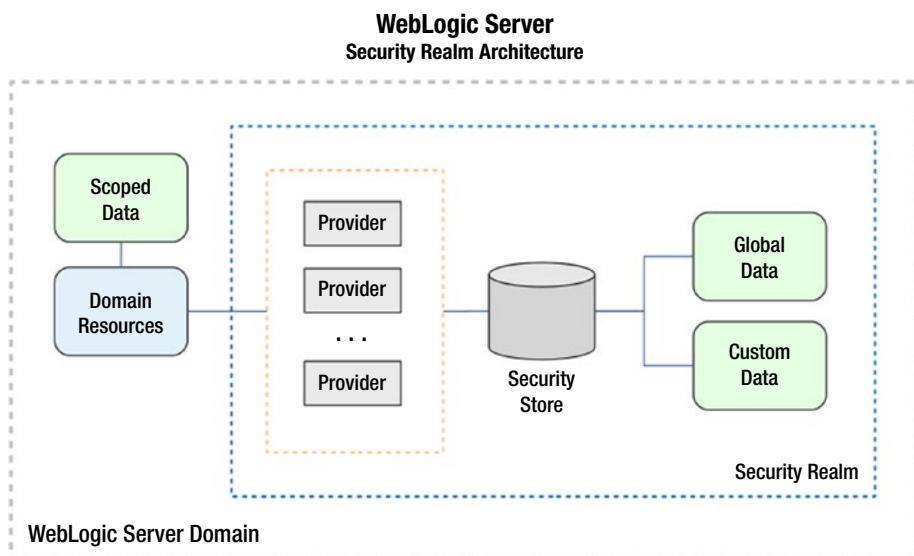 WebLogic Server
Security Realm Architecture
Scoped
Data
Domain
Resources
Provider
Provider
. . .
Provider
Security
Store
Global
Data
Custom
Data
Security Realm
WebLogic Server Domain